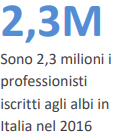 2,3M
Sono 2,3 milioni i
professionisti
iscritti agli albi in
Italia nel 2016